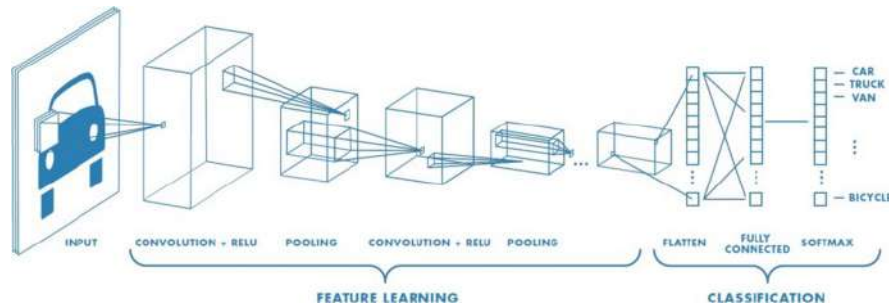 CAR
TRUCK
VAN
BICYCLE
INPUT CONVOLUTION + RELU POOLING CONVOLUTION + RELU POOLING FLATTEN FULLY CONNECTED SOFTMAX
FEATURE LEARNING CLASSIFICATION